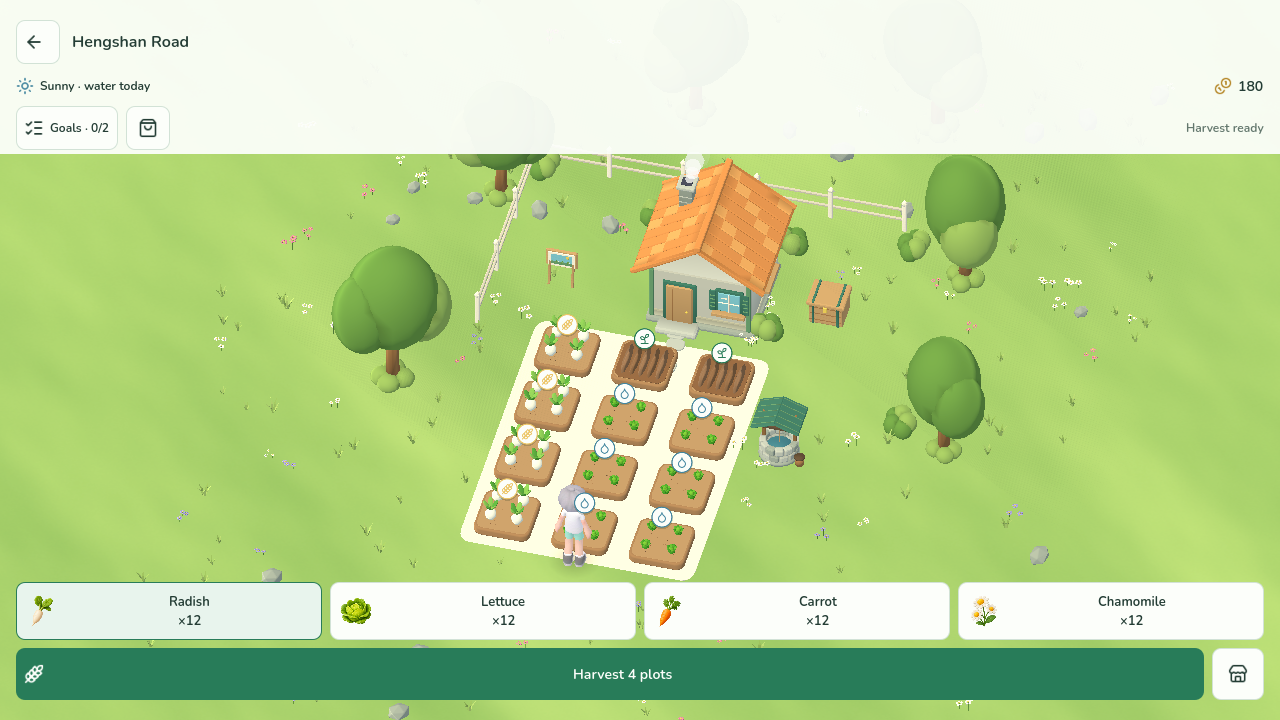 Hengshan Road
Sunny · water today
180
Goals · 0/2
Harvest ready
Radish
×12
Lettuce
×12
Carrot
×12
Chamomile
×12
Harvest 4 plots